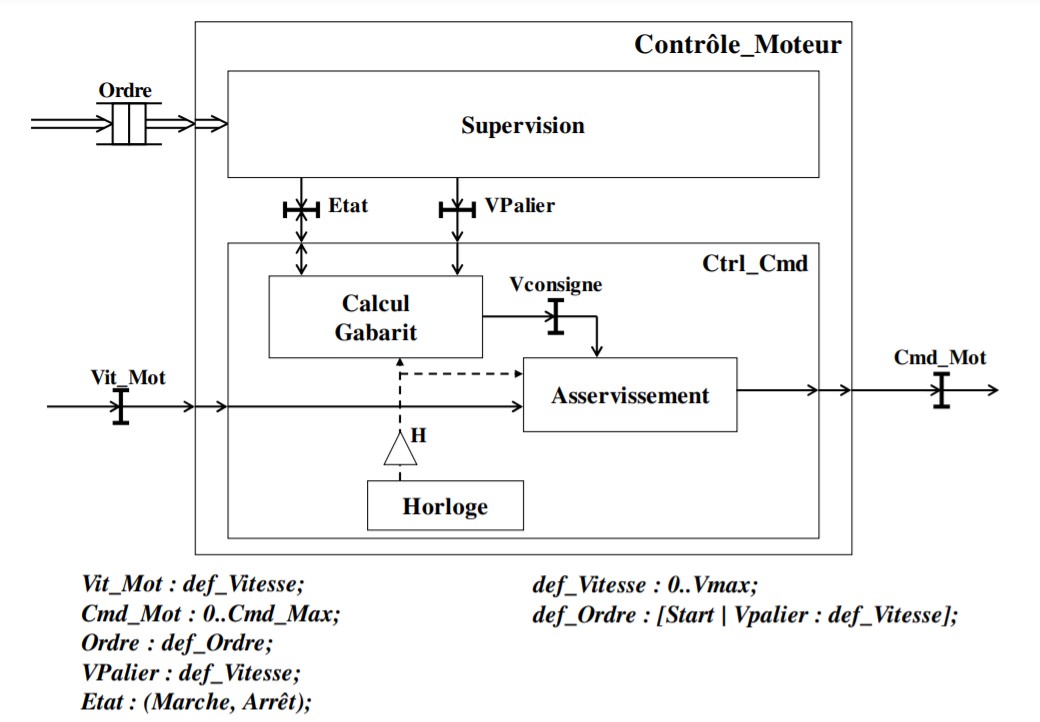 Contrôle_Moteur
Ordre
Supervision
Etat
VPalier
Ctrl_Cmd
Vconsigne
Calcul
Gabarit
Vit_Mot
Cmd_Mot
Asservissement
H
Horloge
Vit_Mot : def_Vitesse;
Cmd_Mot : 0..Cmd_Max;
Ordre : def_Ordre;
VPalier : def_Vitesse;
Etat : (Marche, Arrêt);
def_Vitesse : 0..Vmax;
def_Ordre : [Start | Vpalier : def_Vitesse];